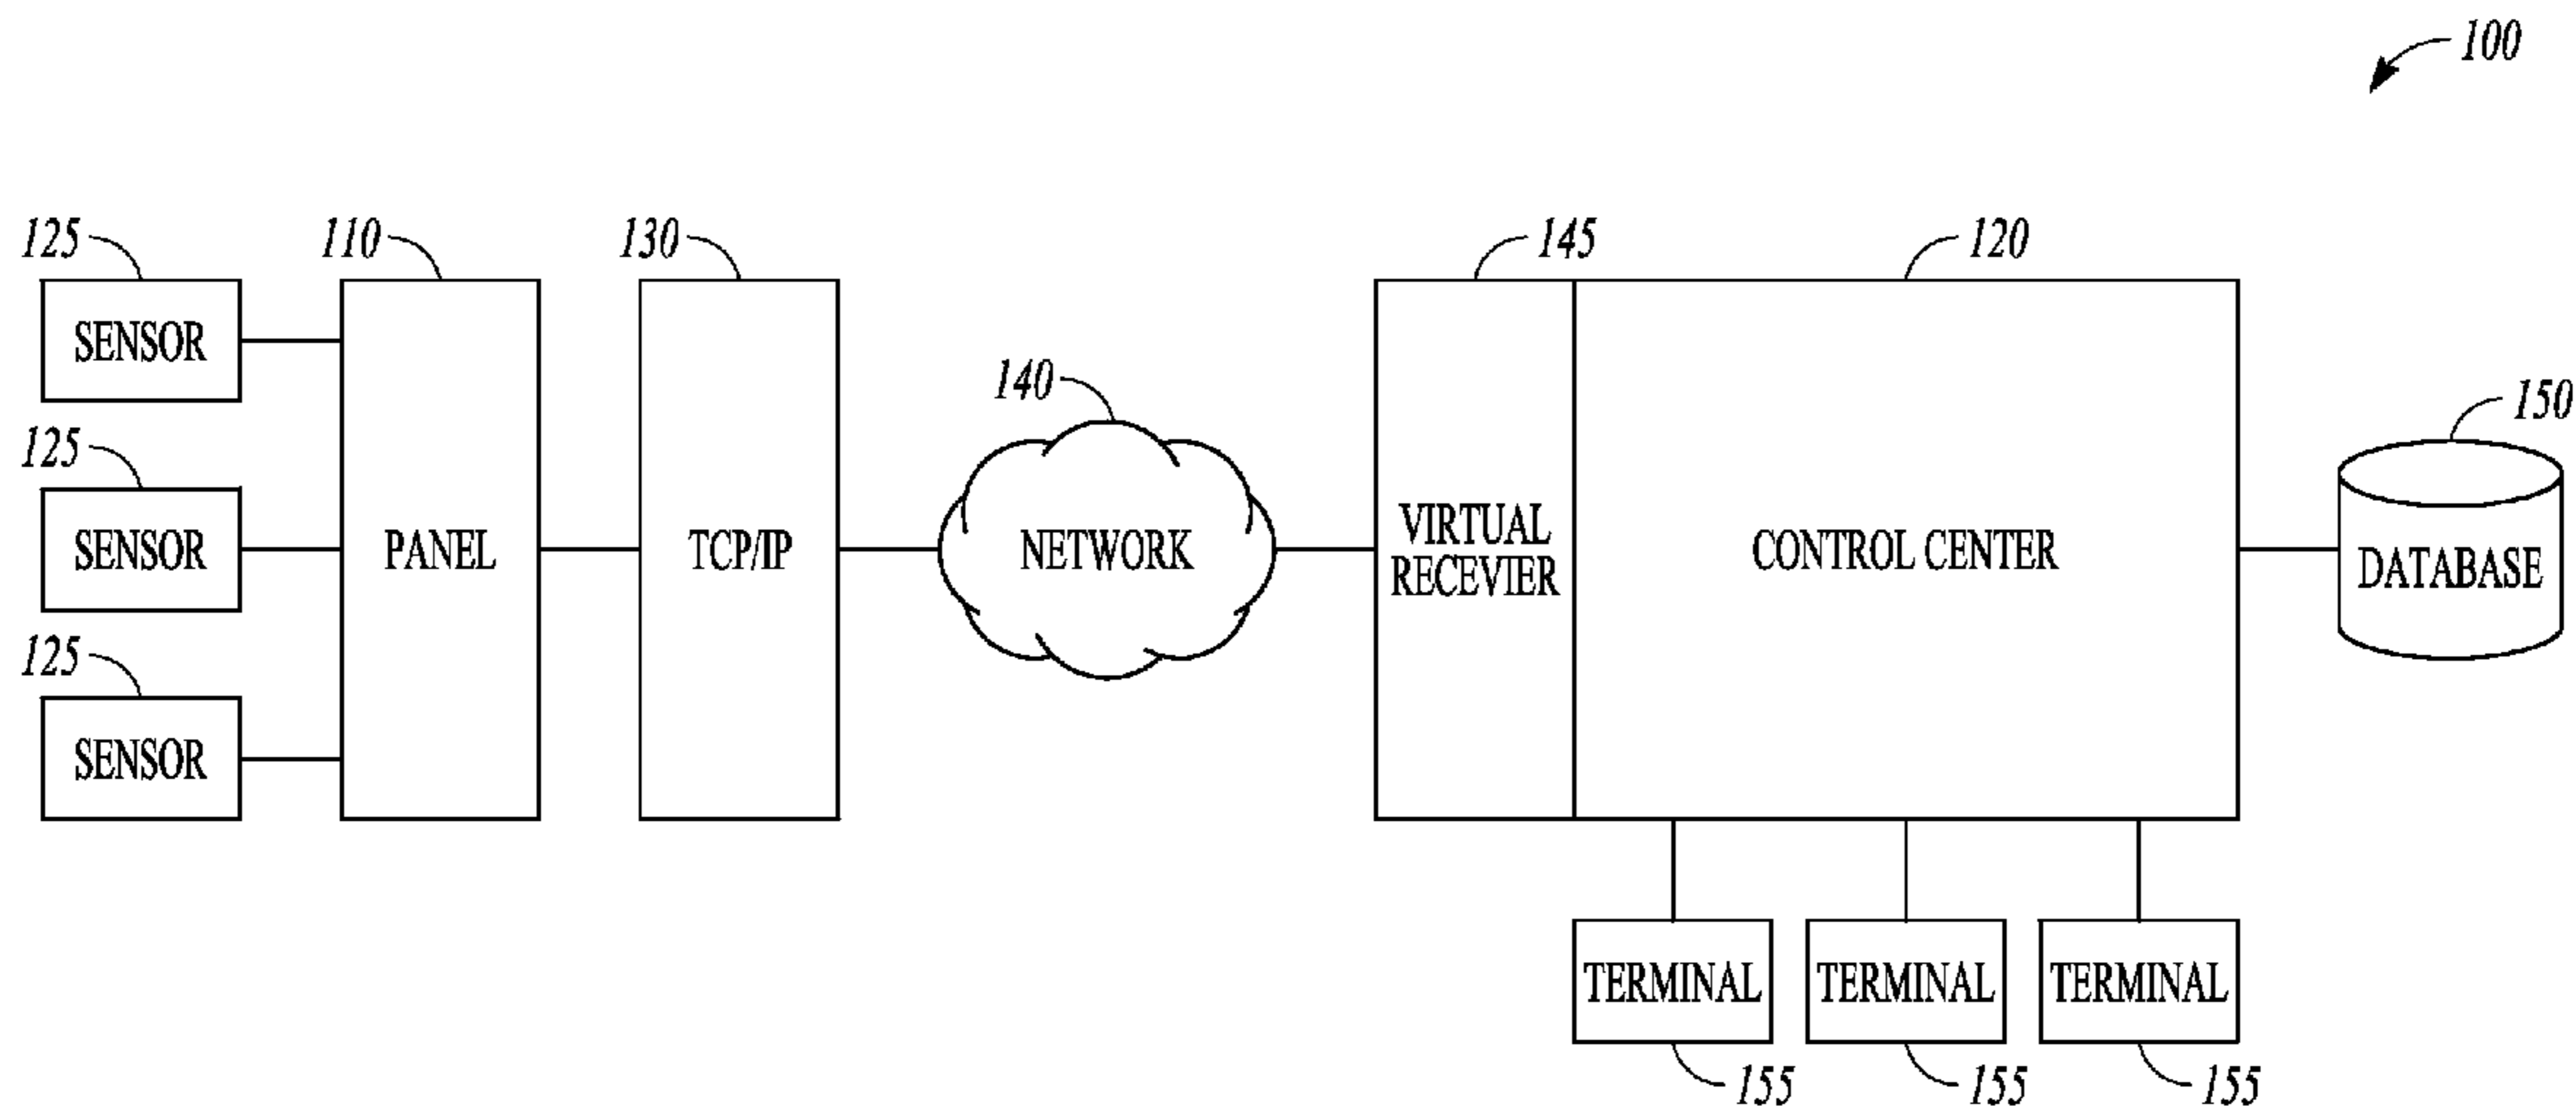 100
125
110
130
145
120
SENSOR
140
150
125
SENSOR
PANEL
TCP/IP
NETWORK
VIRTUAL
RECEVIER
CONTROL CENTER
DATABASE
125
SENSOR
TERMINAL
TERMINAL
TERMINAL
155
155
155